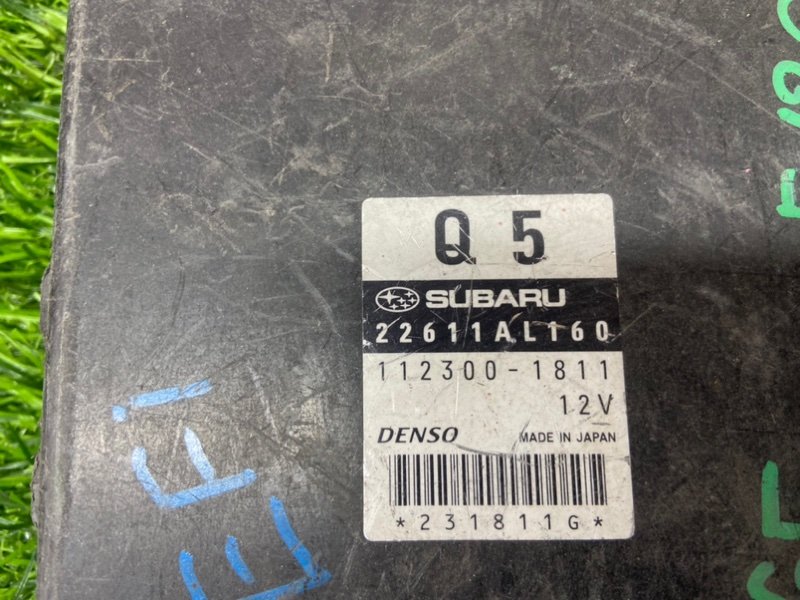 Q 5
SUBARU
22611AL160
112300-1811
12V
DENSO MADE IN JAPAN
*231811G*
EFi